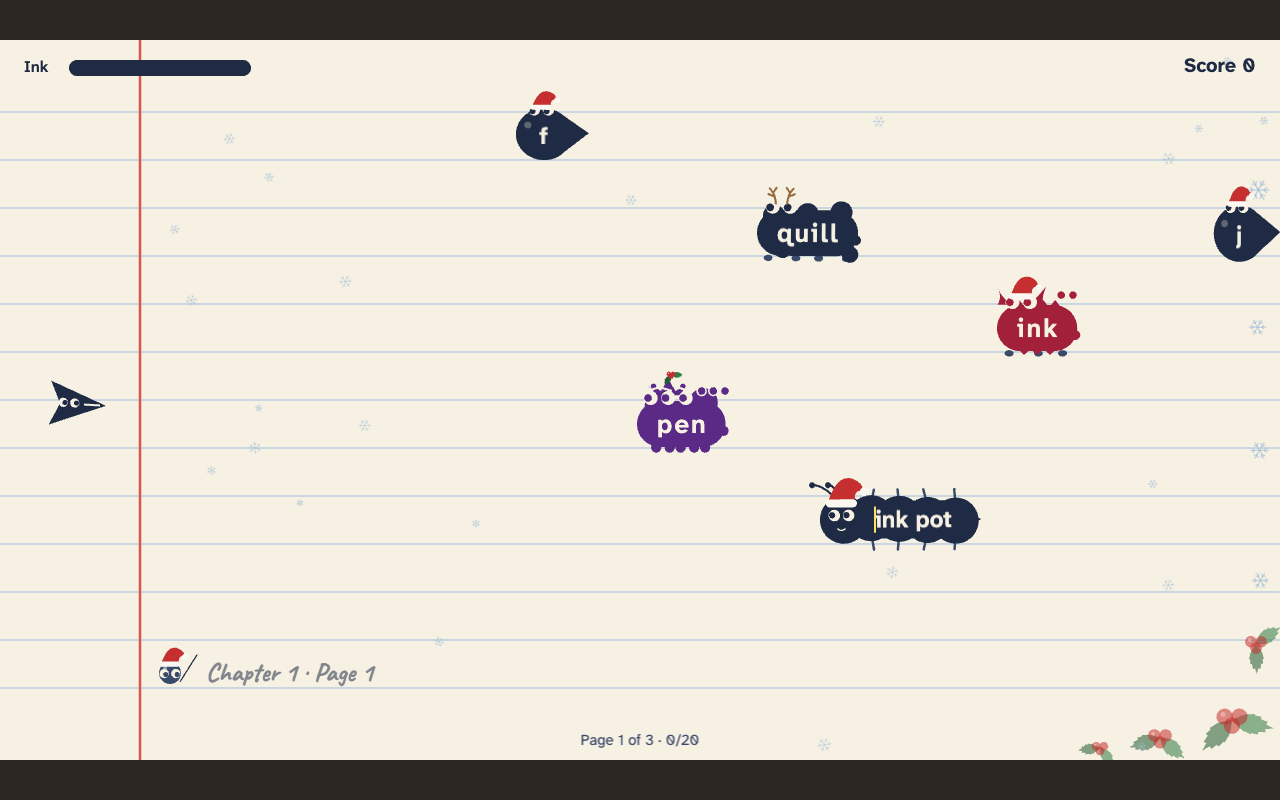 Ink
Score 0
f
quill
j
ink
pen
ink pot
Chapter 1 · Page 1
Page 1 of 3 · 0/20